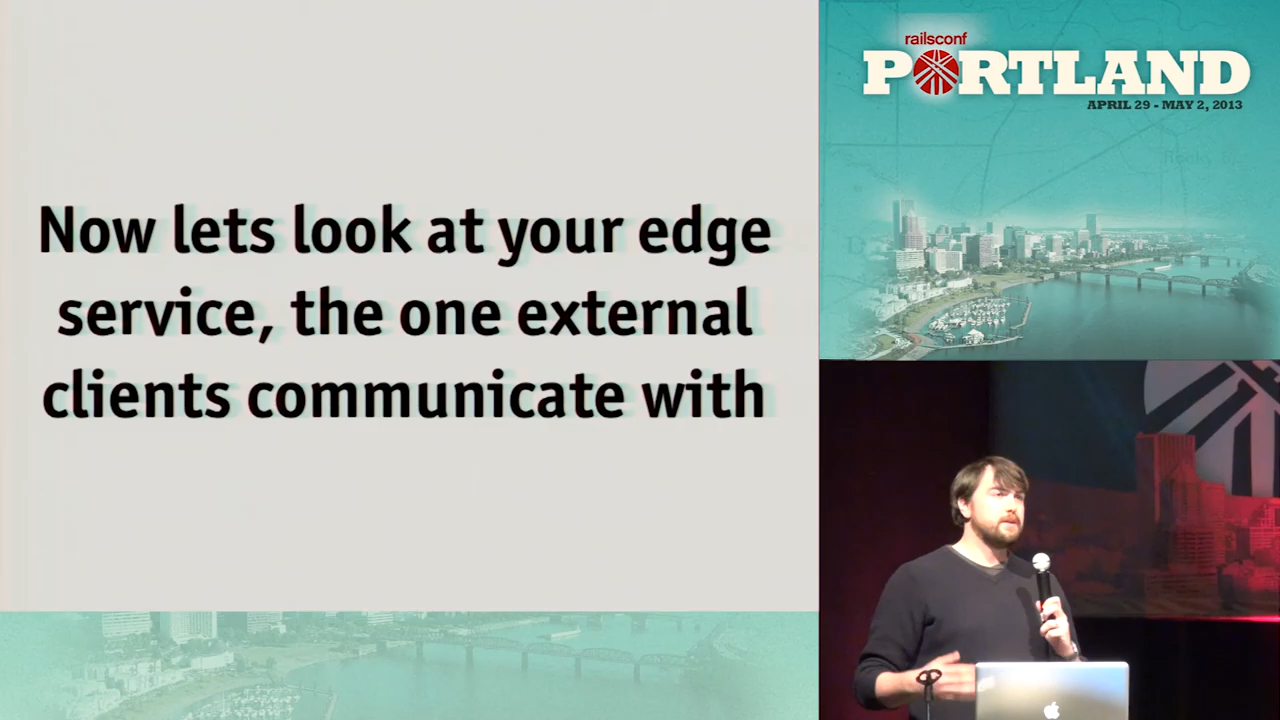 Now lets look at your edge
service, the one external
clients communicate with
railsconf
PORTLAND
APRIL 29 - MAY 2, 2013